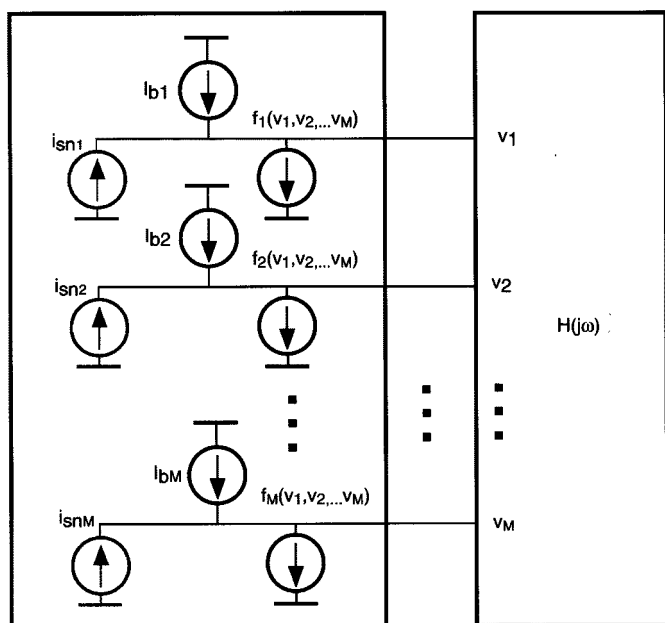 Ib1
f1(v1,v2,...vM)
isn1
v1
Ib2
f2(v1,v2,...vM)
isn2
v2
H(jω)
IbM
fM(v1,v2,...vM)
isnM
vM